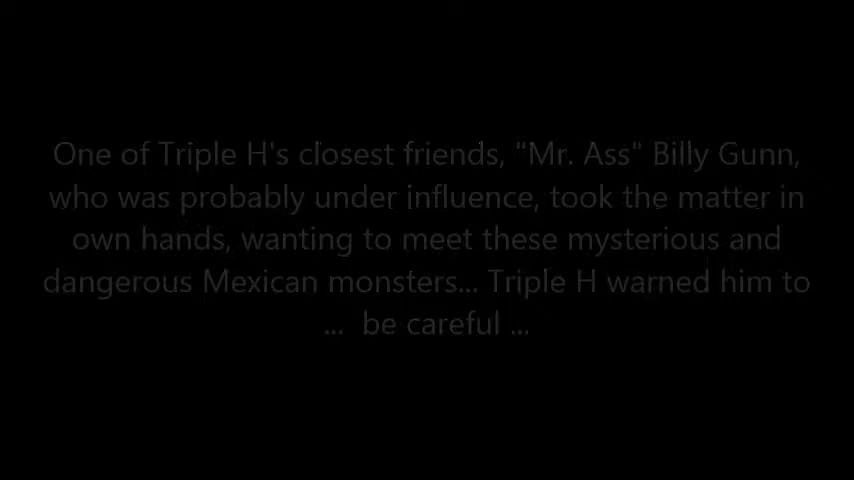 One of Triple H's closest friends, "Mr. Ass" Billy Gunn,
who was probably under influence, took the matter in
own hands, wanting to meet these mysterious and
dangerous Mexican monsters... Triple H warned him to
... be careful ...